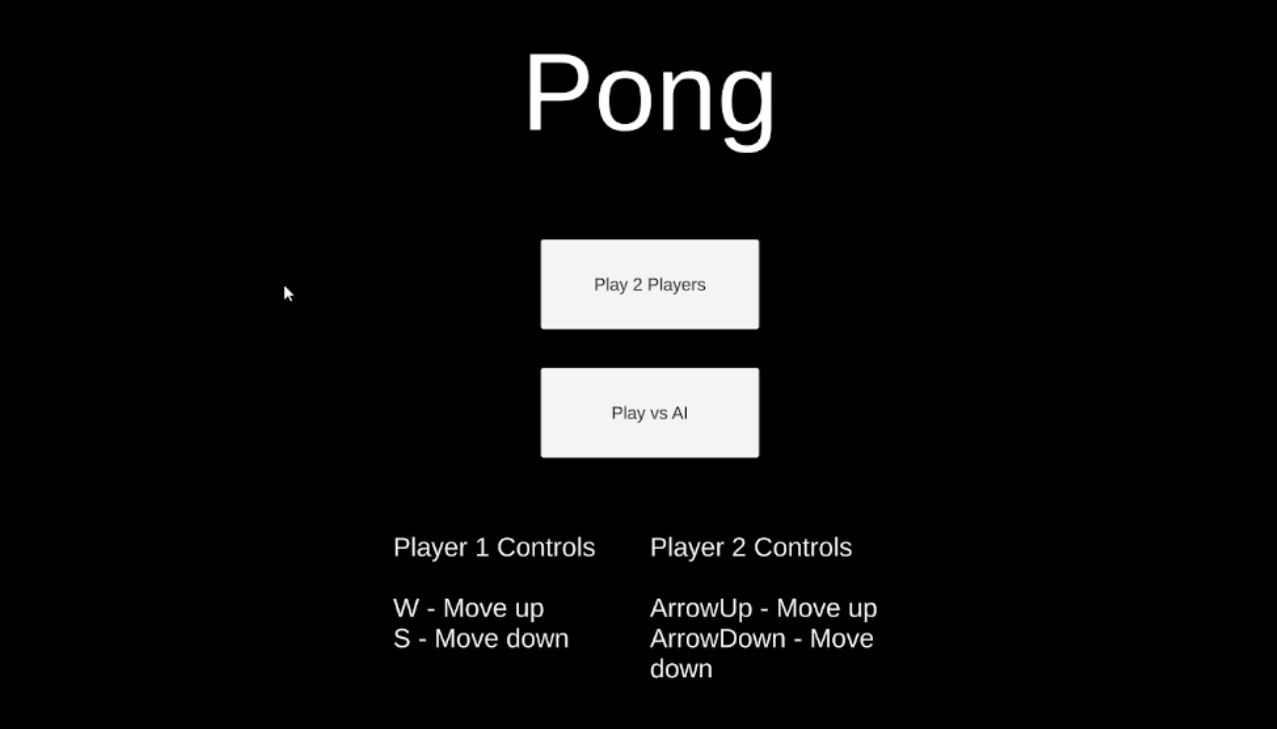 Pong
Play 2 Players
Play vs AI
Player 1 Controls
W - Move up
S - Move down
Player 2 Controls
ArrowUp - Move up
ArrowDown - Move
down